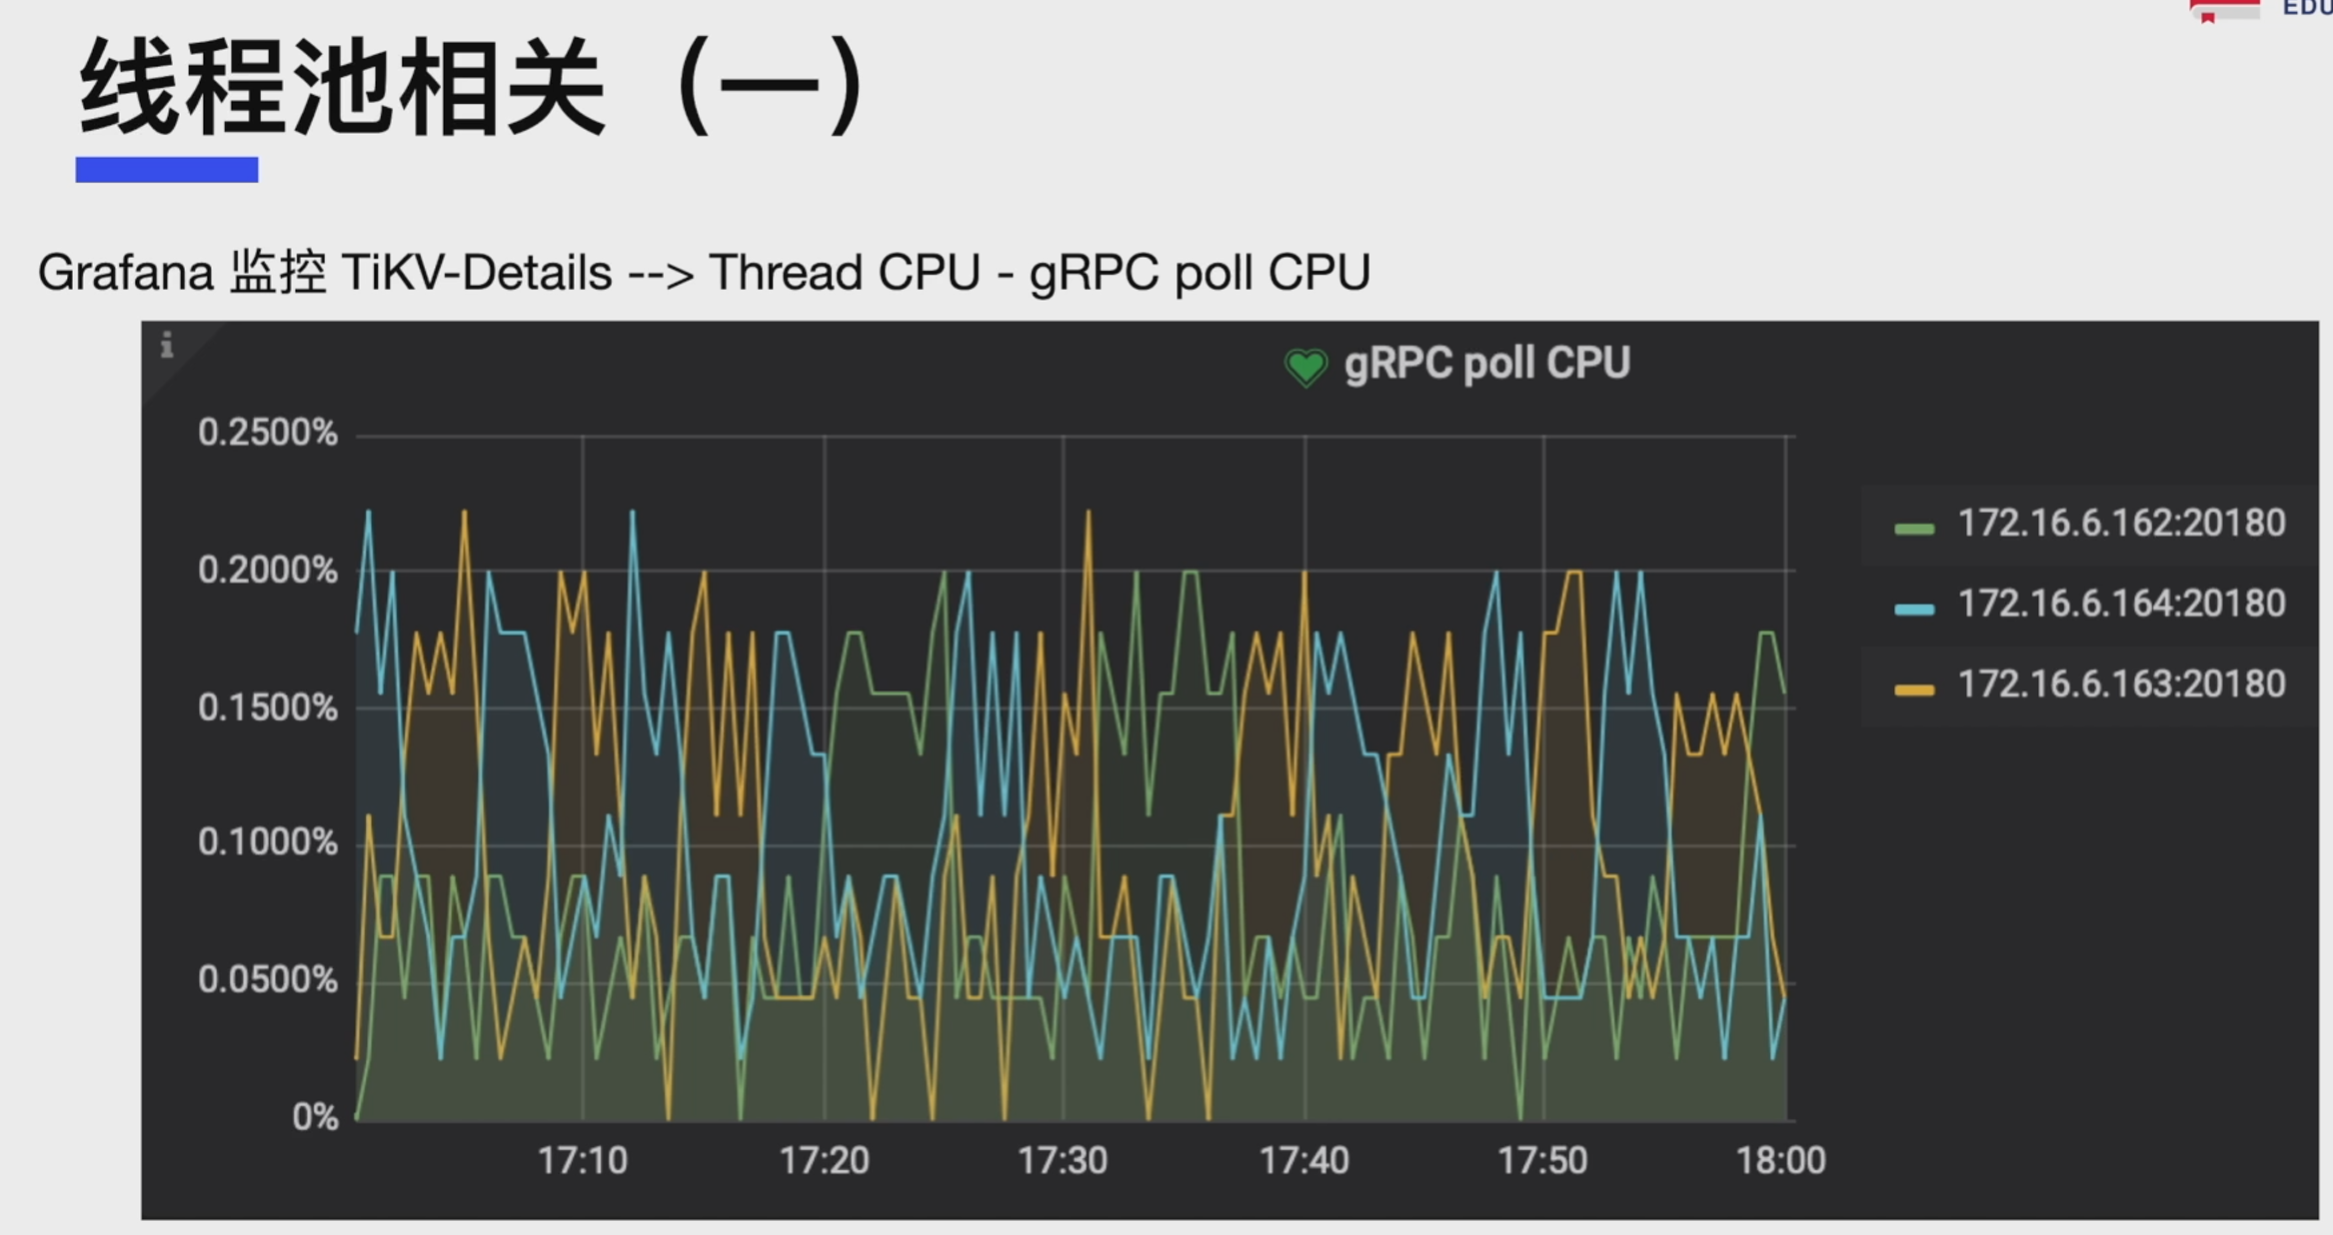 EDU
线程池相关（一）
Grafana 监控 TiKV-Details --> Thread CPU - gRPC poll CPU
i
gRPC poll CPU
0.2500%
0.2000%
0.1500%
0.1000%
0.0500%
0%
17:10 17:20 17:30 17:40 17:50 18:00
172.16.6.162:20180
172.16.6.164:20180
172.16.6.163:20180